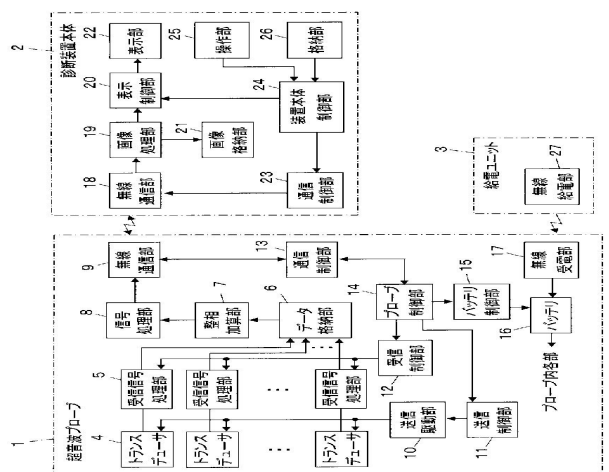 1
超音波プローブ
4
トランス
デューサ
トランス
デューサ
トランス
デューサ
5
受信信号
処理部
受信信号
処理部
受信信号
処理部
6
データ
格納部
7
整相
加算部
8
信号
処理部
9
無線
通信部
10
送信
駆動部
11
送信
制御部
12
受信
制御部
13
通信
制御部
14
プローブ
制御部
15
バッテリ
制御部
16
バッテリ
プローブ内各部
17
無線
受電部
2
診断装置本体
18
無線
通信部
19
画像
処理部
20
表示
制御部
21
画像
格納部
22
表示部
23
通信
制御部
24
装置本体
制御部
25
操作部
26
格納部
3
給電ユニット
無線
給電部
27